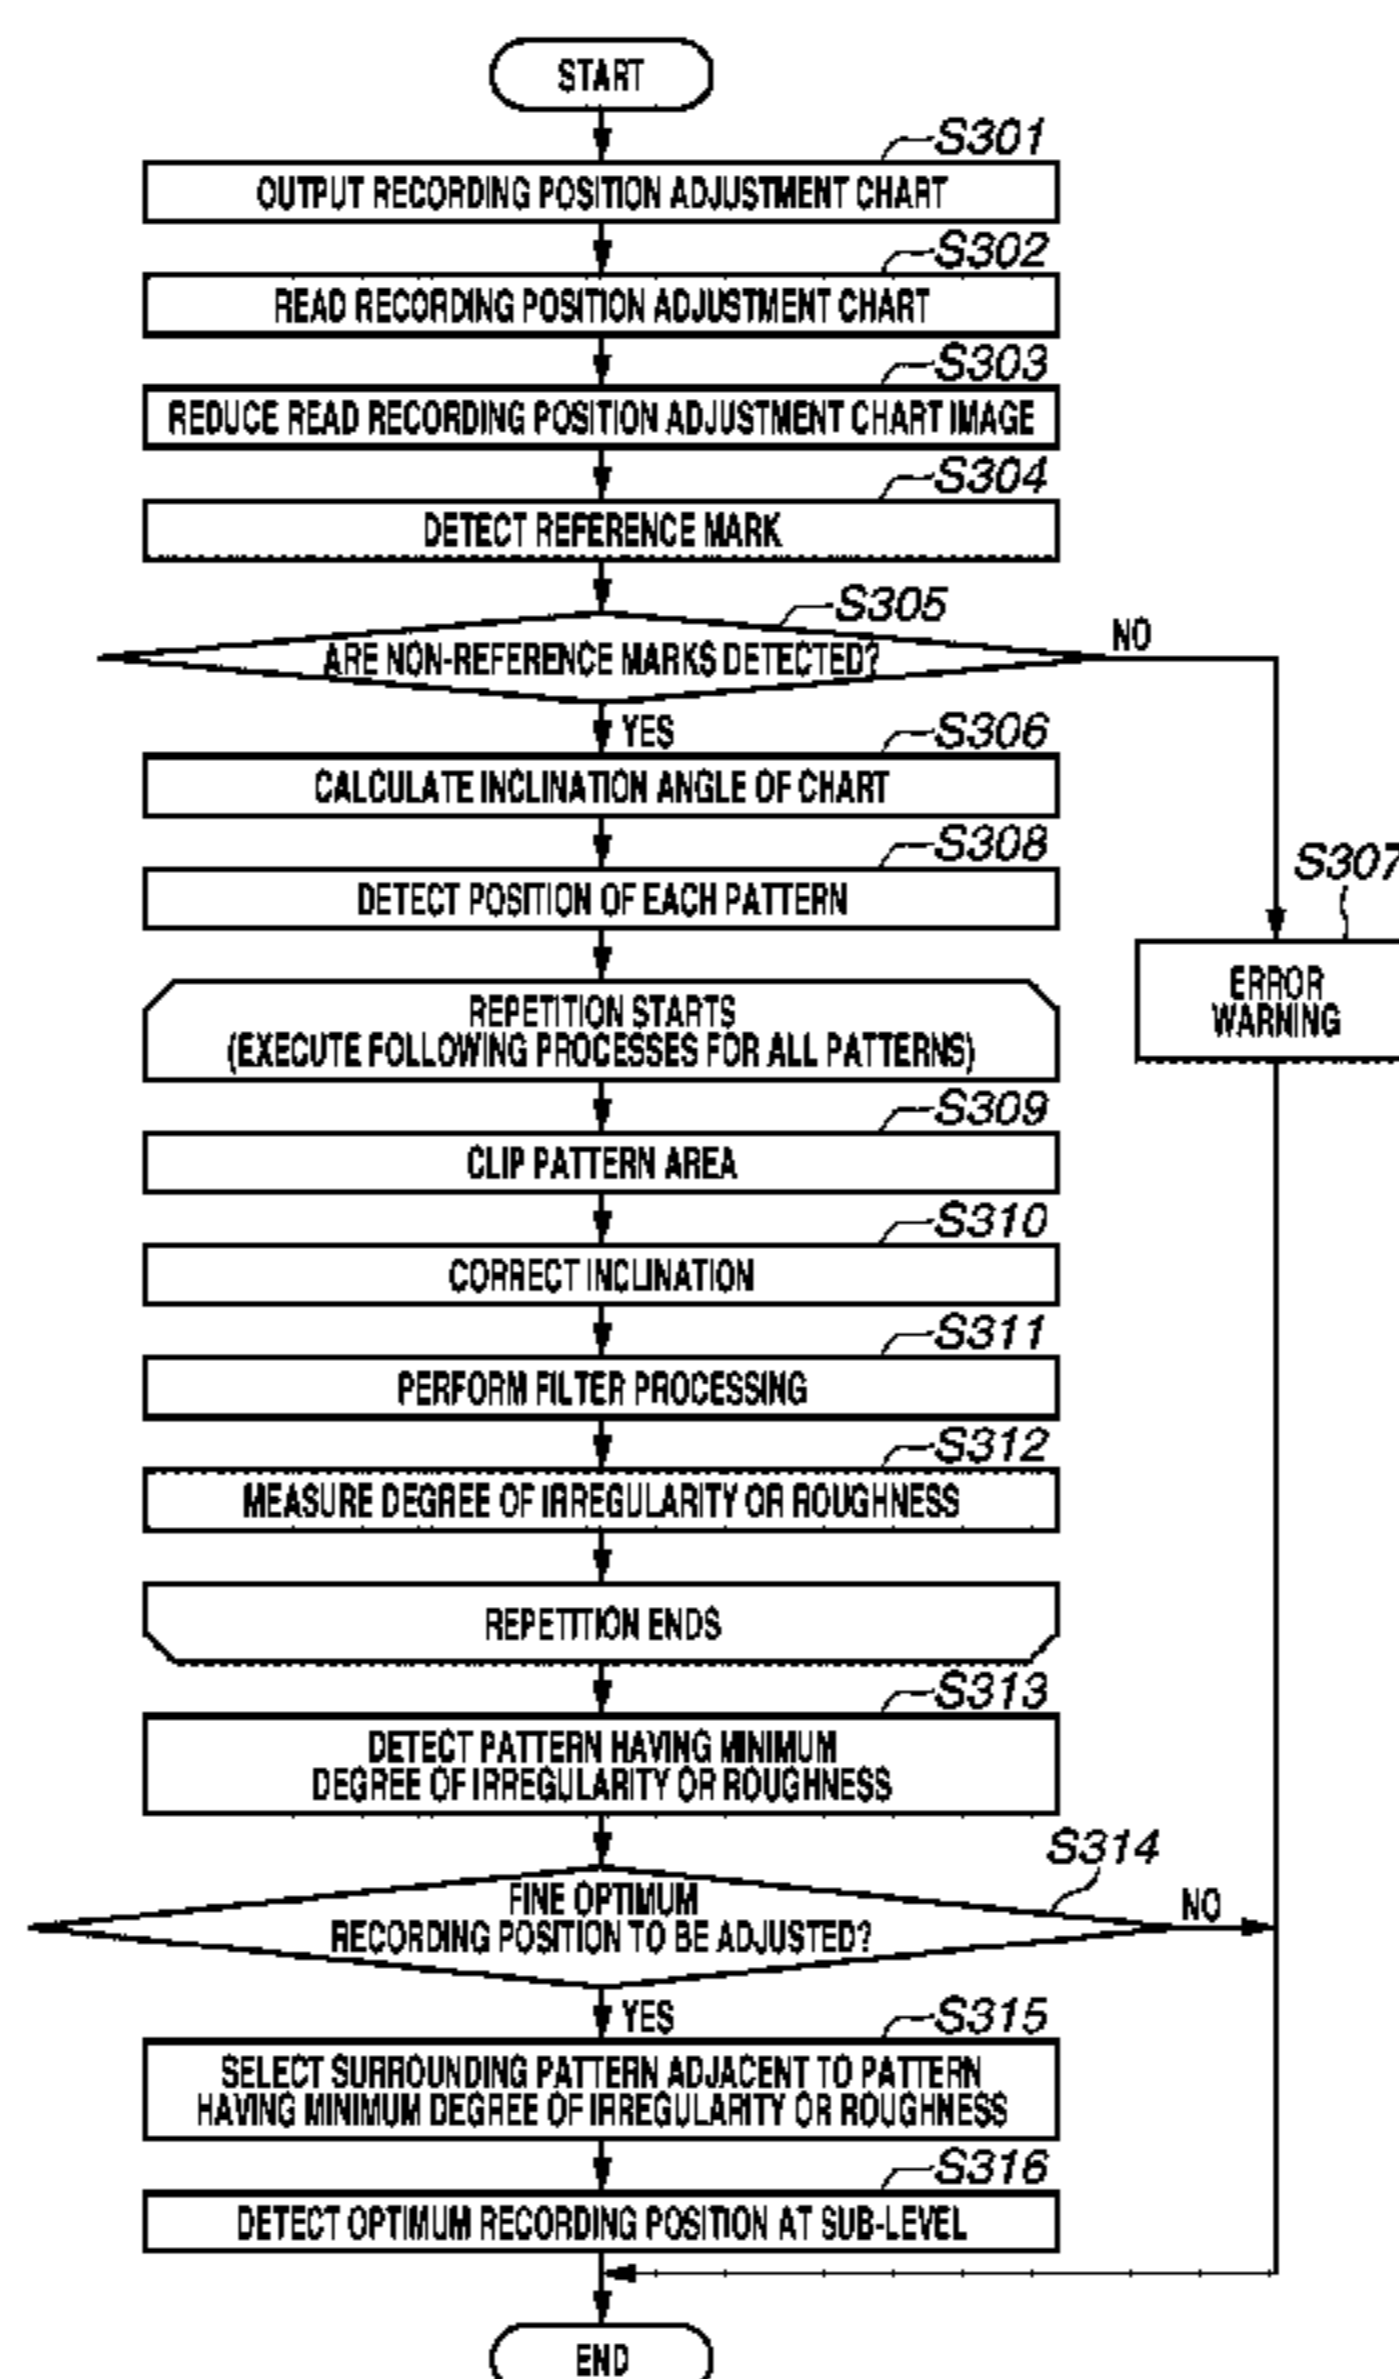 START
S301
OUTPUT RECORDING POSITION ADJUSTMENT CHART
S302
READ RECORDING POSITION ADJUSTMENT CHART
S303
REDUCE READ RECORDING POSITION ADJUSTMENT CHART IMAGE
S304
DETECT REFERENCE MARK
S305
ARE NON-REFERENCE MARKS DETECTED?
NO
YES
S306
CALCULATE INCLINATION ANGLE OF CHART
S308
DETECT POSITION OF EACH PATTERN
S307
ERROR
WARNING
REPETITION STARTS
(EXECUTE FOLLOWING PROCESSES FOR ALL PATTERNS)
S309
CLIP PATTERN AREA
S310
CORRECT INCLINATION
S311
PERFORM FILTER PROCESSING
S312
MEASURE DEGREE OF IRREGULARITY OR ROUGHNESS
REPETITION ENDS
S313
DETECT PATTERN HAVING MINIMUM
DEGREE OF IRREGULARITY OR ROUGHNESS
S314
FINE OPTIMUM
RECORDING POSITION TO BE ADJUSTED?
NO
YES
S315
SELECT SURROUNDING PATTERN ADJACENT TO PATTERN
HAVING MINIMUM DEGREE OF IRREGULARITY OR ROUGHNESS
S316
DETECT OPTIMUM RECORDING POSITION AT SUB-LEVEL
END